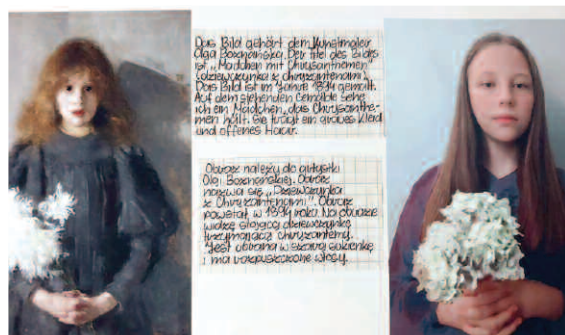 Das Bild gehört dem Kunstmaler
Olga Boznańska. Der Titel des Bildes
ist „Mädchen mit Chrysanthemen"
(dziewczynka z chryzantemami).
Das Bild ist im Jahre 1894 gemalt.
Auf dem stehenden Gemälde sehe
ich ein Mädchen, das Chrysanthe-
men hält. Sie trägt ein graues Kleid
und offenes Haar.
Obraz należy do artystki
Olgi Boznańskiej. Obraz
nazywa się „Dziewczynka
z Chryzantemami". Obraz
powstał w 1894 roku. Na obrazie
widzę stojącą dziewczynkę
trzymającą chryzantemy.
Jest ubrana w szarą sukienkę
i ma rozpuszczone włosy.